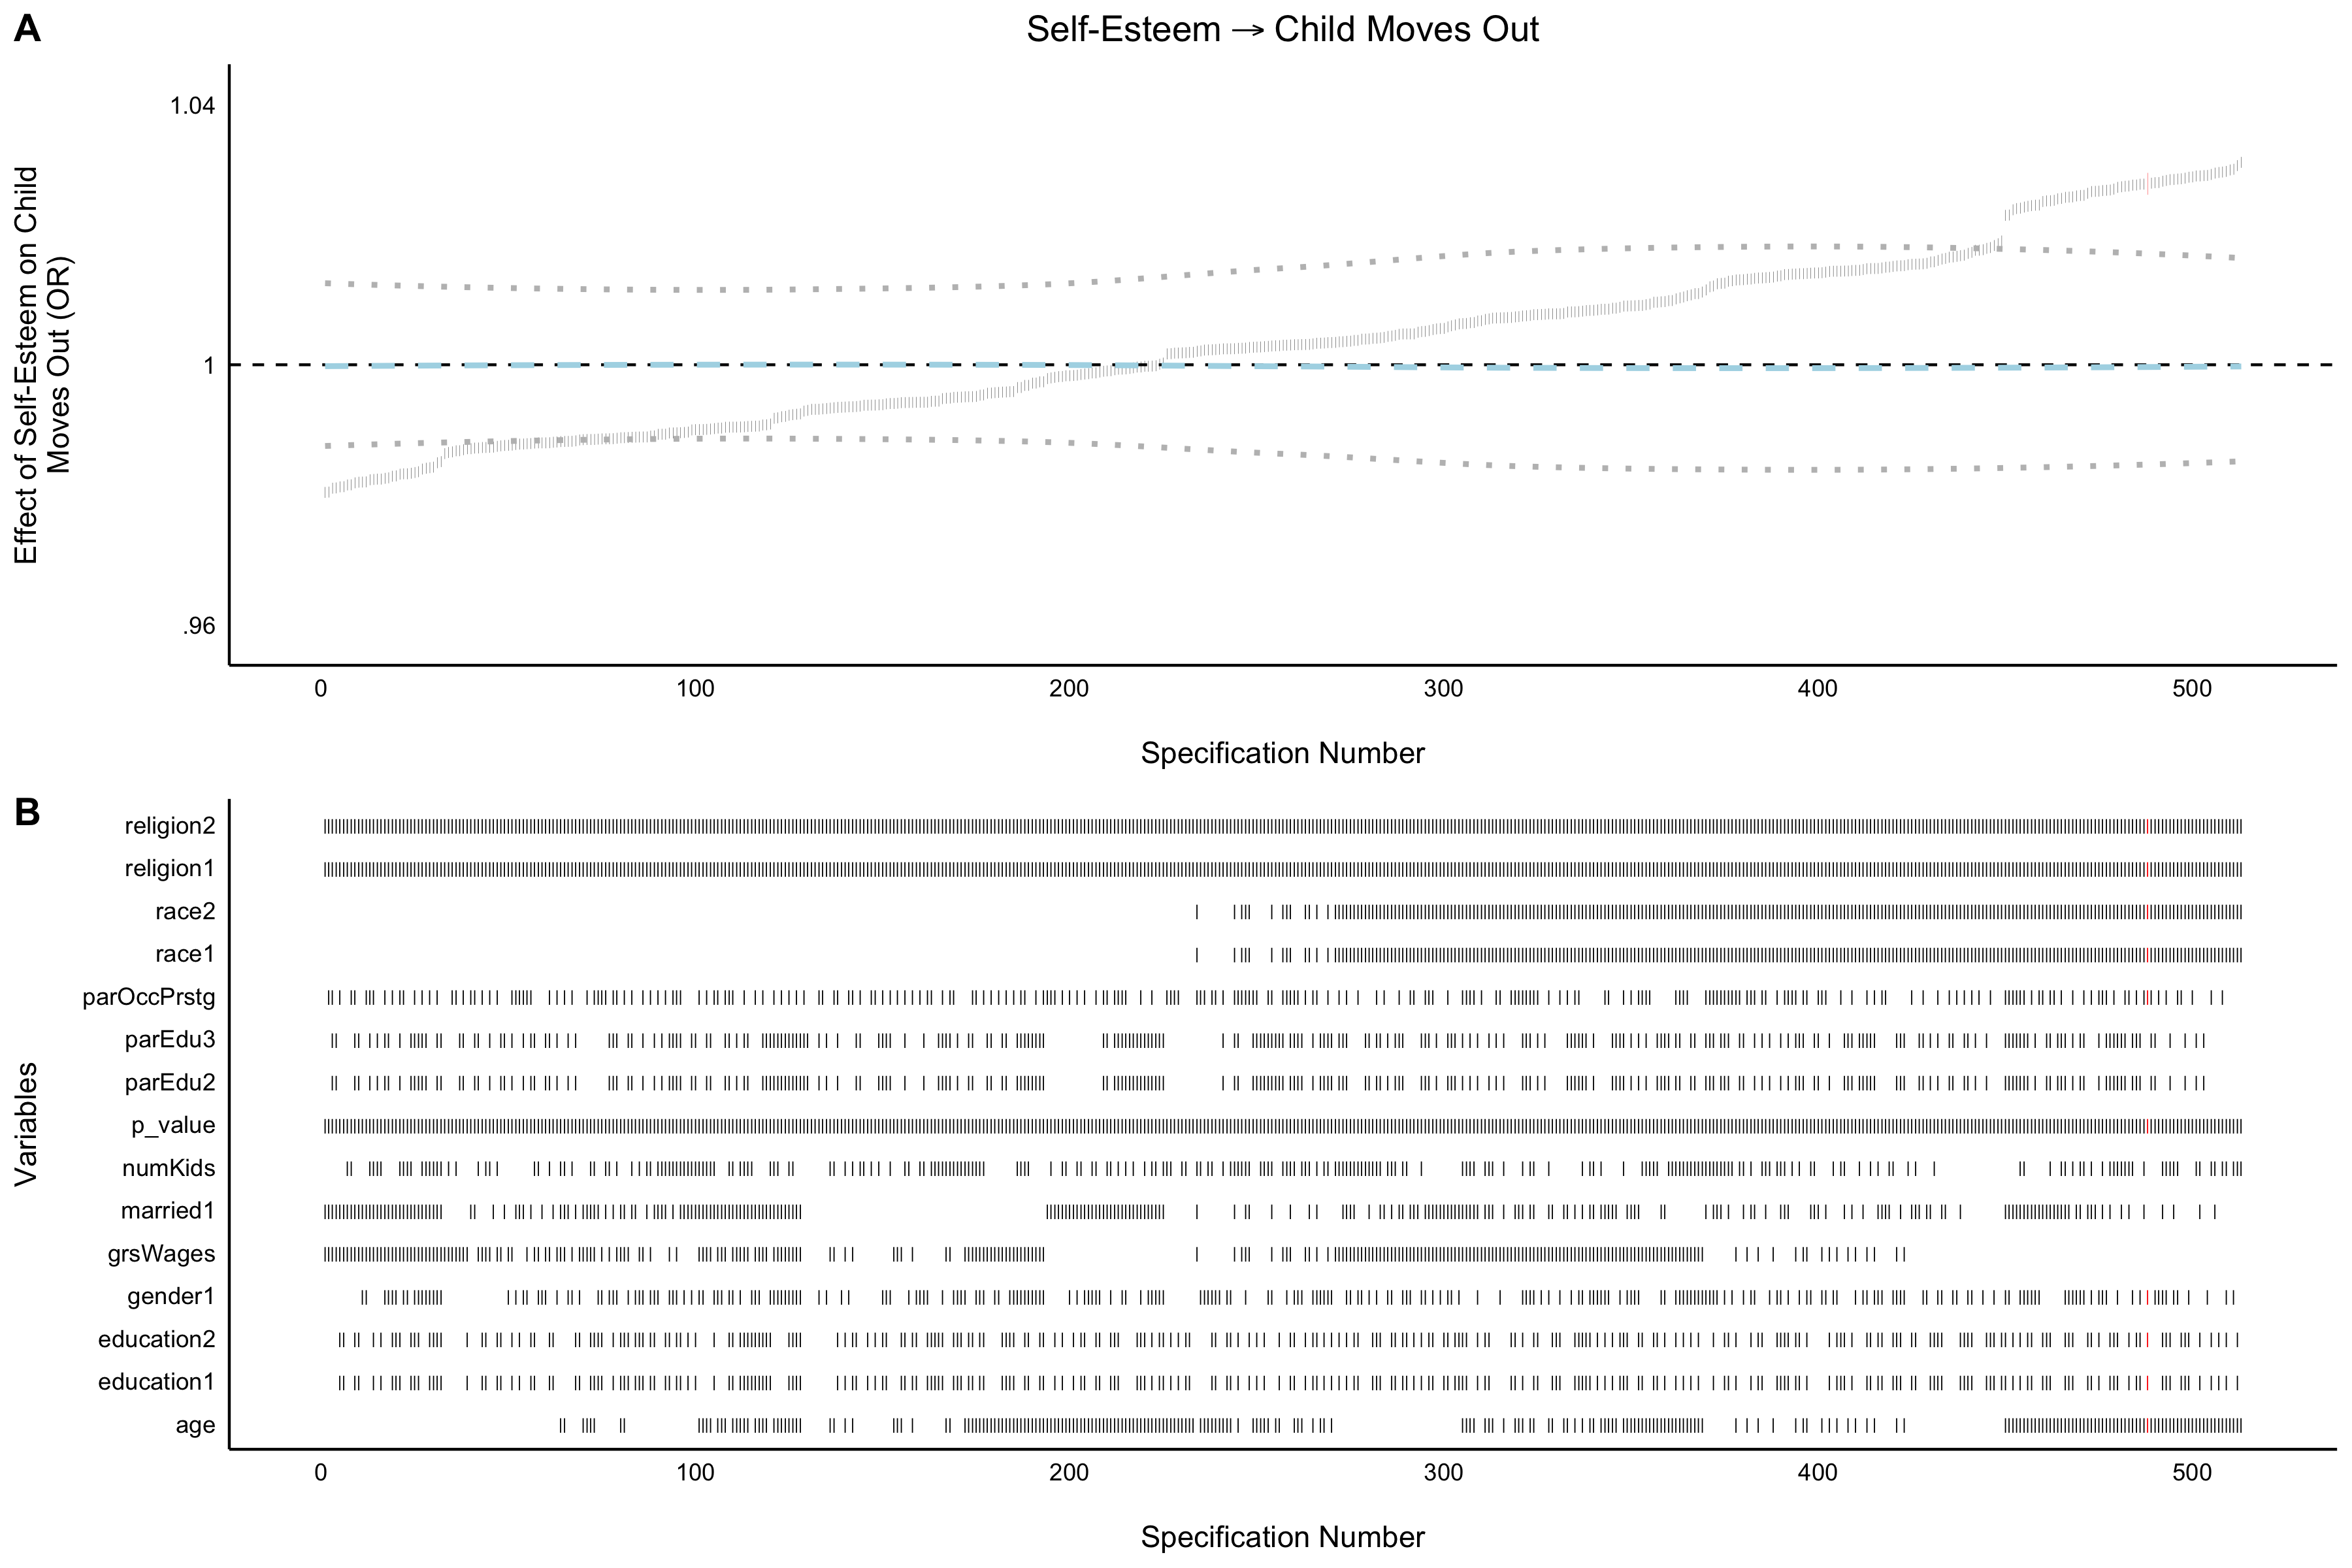 A
Self-Esteem → Child Moves Out
Effect of Self-Esteem on Child
Moves Out (OR)
1.04
1
.96
0 100 200 300 400 500
Specification Number
B
Variables
religion2
religion1
race2
race1
parOccPrstg
parEdu3
parEdu2
p_value
numKids
married1
grsWages
gender1
education2
education1
age
0 100 200 300 400 500
Specification Number